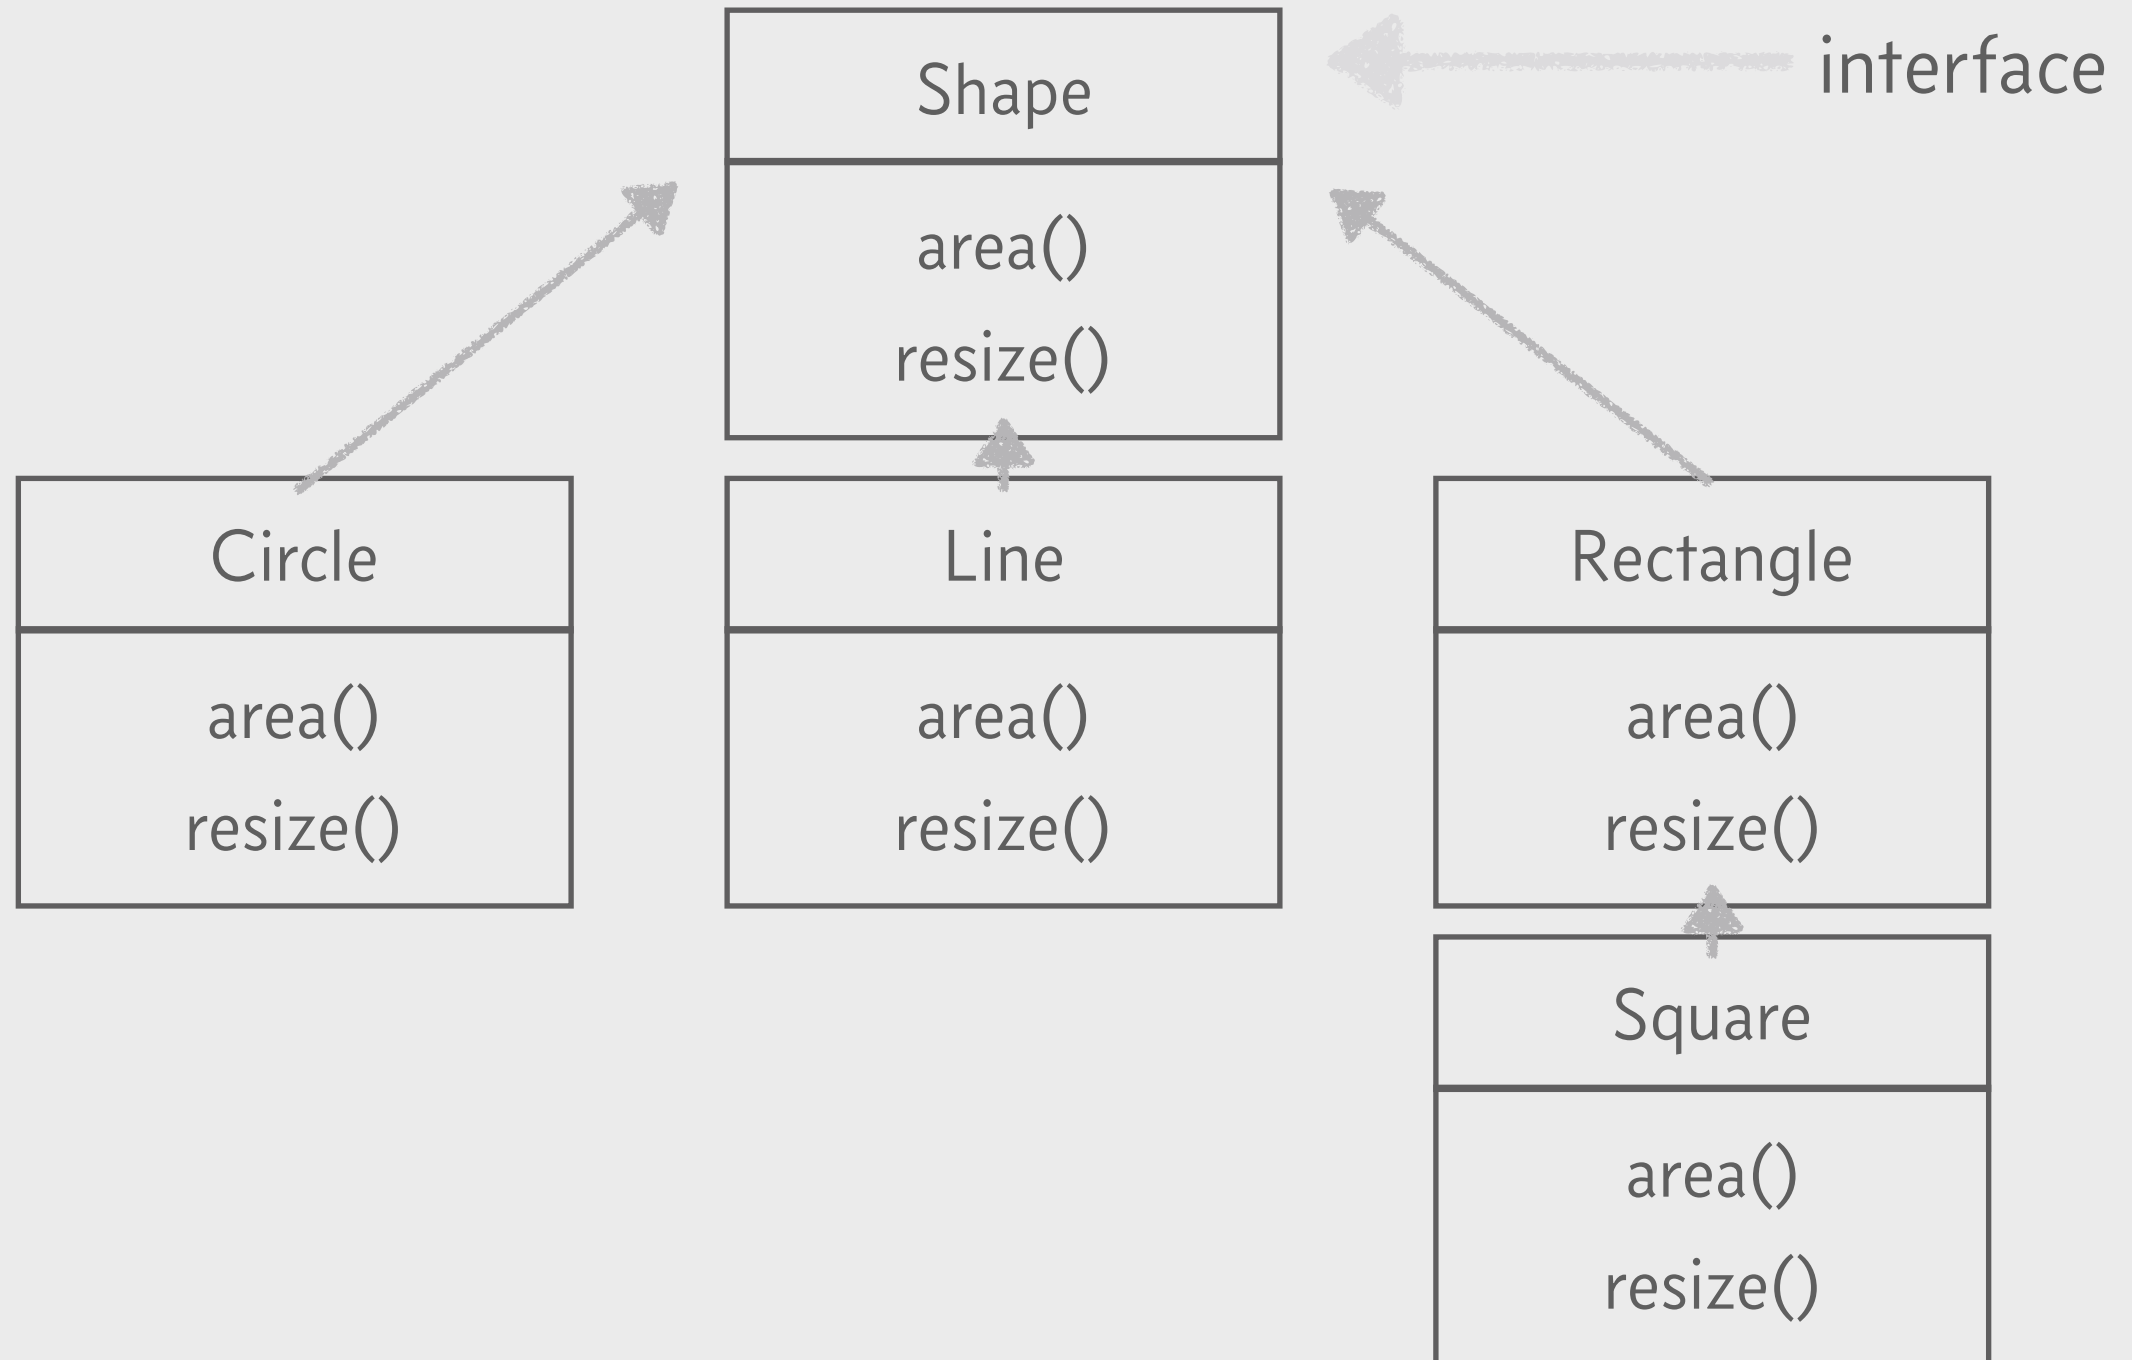 Shape
interface
area()
resize()
Circle
area()
resize()
Line
area()
resize()
Rectangle
area()
resize()
Square
area()
resize()